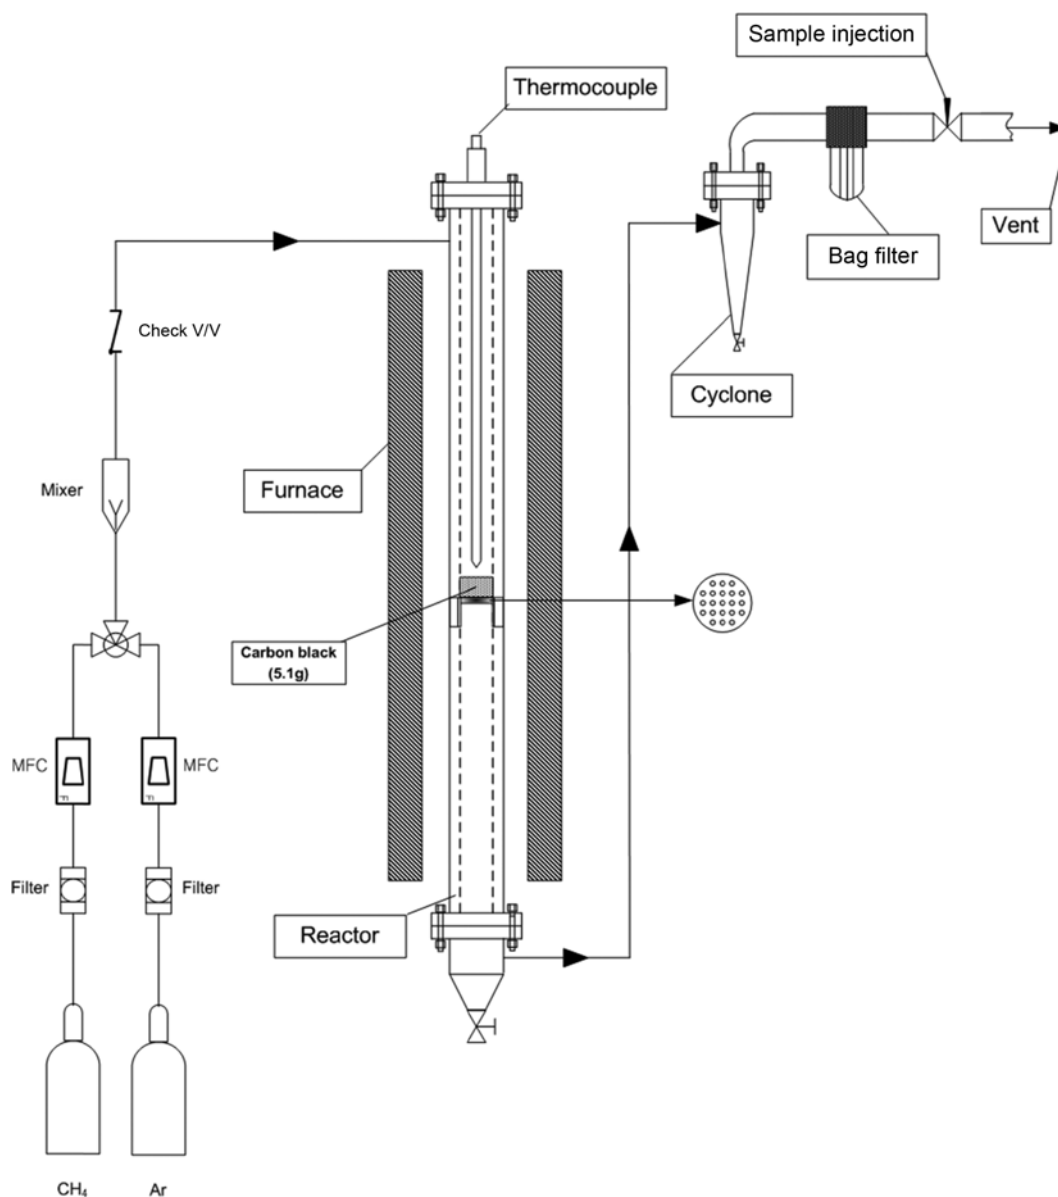 Sample injection
Thermocouple
Vent
Bag filter
Check V/V
Cyclone
Furnace
Mixer
Carbon black
(5.1g)
MFC
MFC
Filter
Filter
Reactor
CH₄
Ar